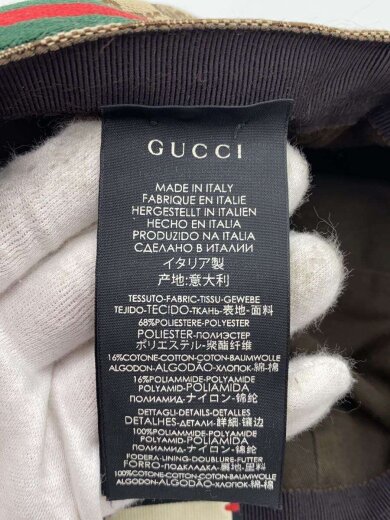 GUCCI
MADE IN ITALY
FABRIQUE EN ITALIE
HERGESTELLT IN ITALIEN
HECHO EN ITALIA
PRODUZIDO NA ITALIA
СДЕЛАНО В ИТАЛИИ
イタリア製
产地:意大利
TESSUTO-FABRIC-TISSU-GEWEBE
TEJIDO-TECIDO-ТКАНЬ-表地-面料
68%POLIESTERE-POLYESTER
POLIESTER-ПОЛИЭСТЕР
ポリエステル-聚酯纤维
16%COTONE-COTTON-COTON-BAUMWOLLE
ALGODON-ALGODÃO-ХЛОПОК-綿-棉
16%POLIAMMIDE-POLYAMIDE
POLYAMID-POLIAMIDA
ПОЛИАМИД-ナイロン-锦纶
DETTAGLI-DETAILS-DETALLES
DETALHES-ДЕТАЛИ-詳細-镶边
100%POLIAMMIDE-POLYAMIDE
POLYAMID-POLIAMIDA
ПОЛИАМИД-ナイロン-锦纶
FODERA-LINING-DOUBLURE-FUTTER
FORRO-ПОДКЛАДКА-裏地-里料
100%COTONE-COTTON-COTON-BAUMWOLLE
ALGODON-ALGODÃO-ХЛОПОК-綿-棉